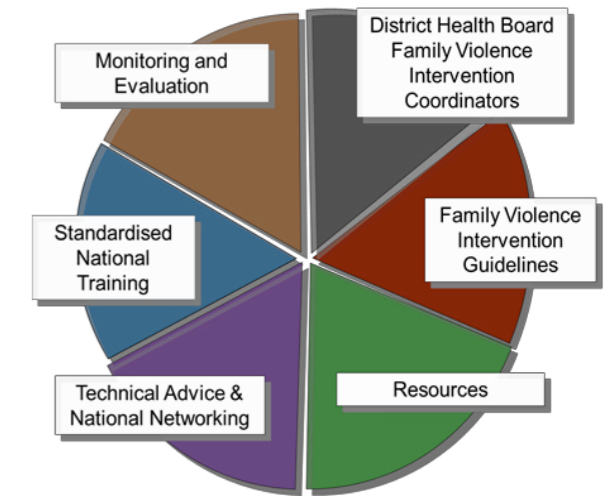 Monitoring and
Evaluation
District Health Board
Family Violence
Intervention
Coordinators
Family Violence
Intervention
Guidelines
Resources
Technical Advice &
National Networking
Standardised
National
Training